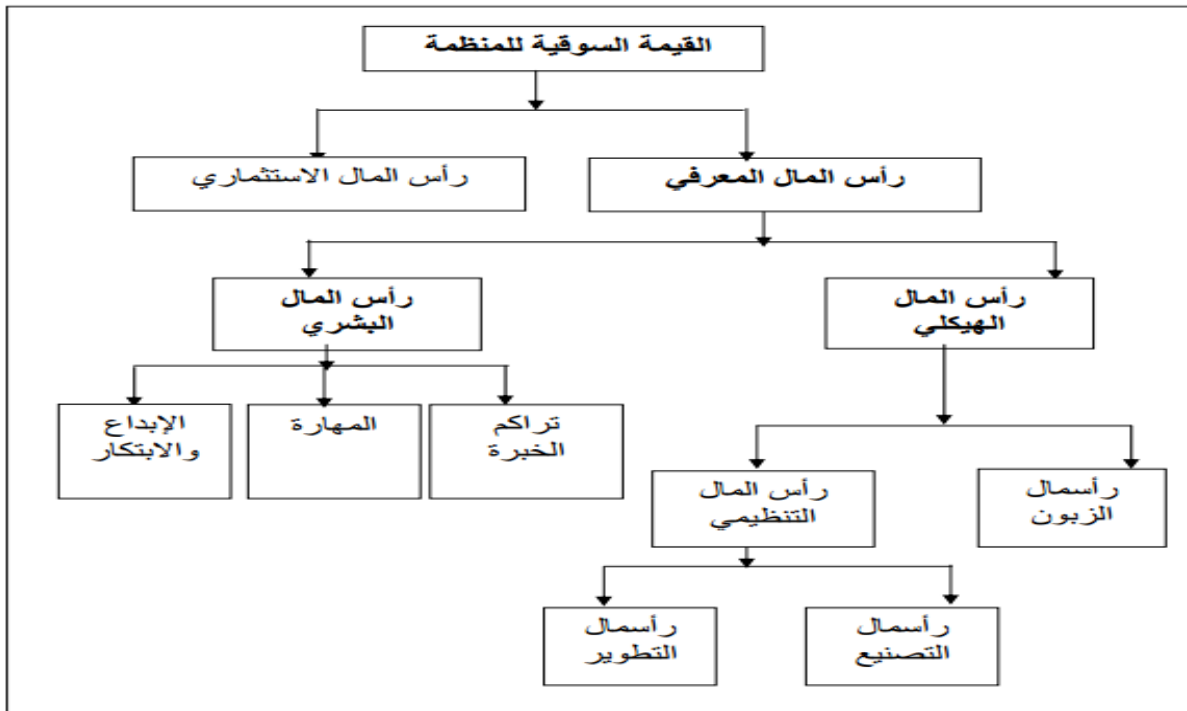 القيمة السوقية للمنظمة
رأس المال المعرفي
رأس المال الاستثماري
رأس المال
الهيكلي
رأس المال
البشري
تراكم
الخبرة
المهارة
الإبداع
والابتكار
رأسمال
الزبون
رأس المال
التنظيمي
رأسمال
التصنيع
رأسمال
التطوير